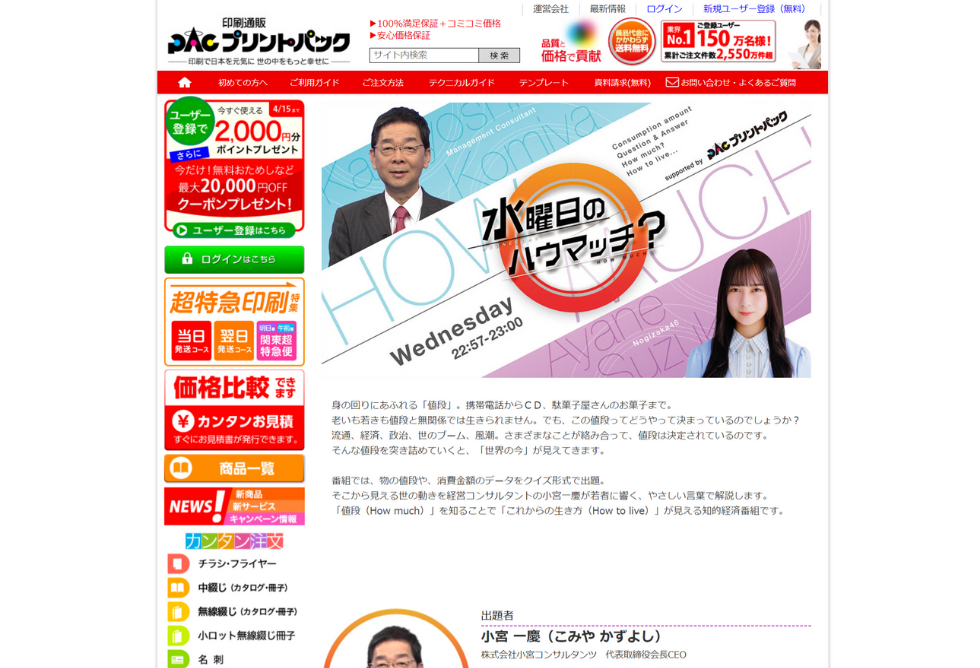 運営会社
最新情報
ログイン
新規ユーザー登録（無料）
印刷通販
PAC プリントパック
印刷で日本を元気に 世の中をもっと幸せに
▶100％満足保証＋コミコミ価格
▶安心価格保証
サイト内検索
検索
品質と
価格で貢献
商品代金に
かかわらず
送料無料
業界
No.1
ご登録ユーザー
150万名様!
累計ご注文件数2,550万件超
初めての方へ
ご利用ガイド
ご注文方法
テクニカルガイド
テンプレート
資料請求(無料)
お問い合わせ・よくあるご質問
ユーザー
登録で
今すぐ使える
4/15まで
2,000円分
ポイントプレゼント
さらに
今だけ！無料おためしなど
最大20,000円OFF
クーポンプレゼント！
ユーザー登録はこちら
ログインはこちら
超特急印刷特集
当日
発送コース
翌日
発送コース
明日着 午前着
関東超
特急便
価格比較できます
カンタンお見積
すぐにお見積書が発行できます。
商品一覧
NEWS!
新商品
新サービス
キャンペーン情報
カンタン注文
チラシ・フライヤー
中綴じ（カタログ・冊子）
無線綴じ（カタログ・冊子）
小ロット無線綴じ冊子
名刺
Kazuyoshi
Komiya
Management Consultant
Consumption amount
Question & Answer
How much?
How to live...
supported by PAC プリントパック
HOW MUCH
水曜日の
ハウマッチ？
HOW MUCH
Wednesday
22:57-23:00
Ayane
Suzuki
Nogizaka46
身の回りにあふれる「値段」。携帯電話からＣＤ、駄菓子屋さんのお菓子まで。
老いも若きも値段と無関係では生きられません。でも、この値段ってどうやって決まっているのでしょうか？
流通、経済、政治、世のブーム、風潮。さまざまなことが絡み合って、値段は決定されているのです。
そんな値段を突き詰めていくと、「世界の今」が見えてきます。
番組では、物の値段や、消費金額のデータをクイズ形式で出題。
そこから見える世の動きを経営コンサルタントの小宮一慶が若者に響く、やさしい言葉で解説します。
「値段（How much）」を知ることで「これからの生き方（How to live）」が見える知的経済番組です。
出題者
小宮 一慶（こみや かずよし）
株式会社小宮コンサルタンツ　代表取締役会長CEO